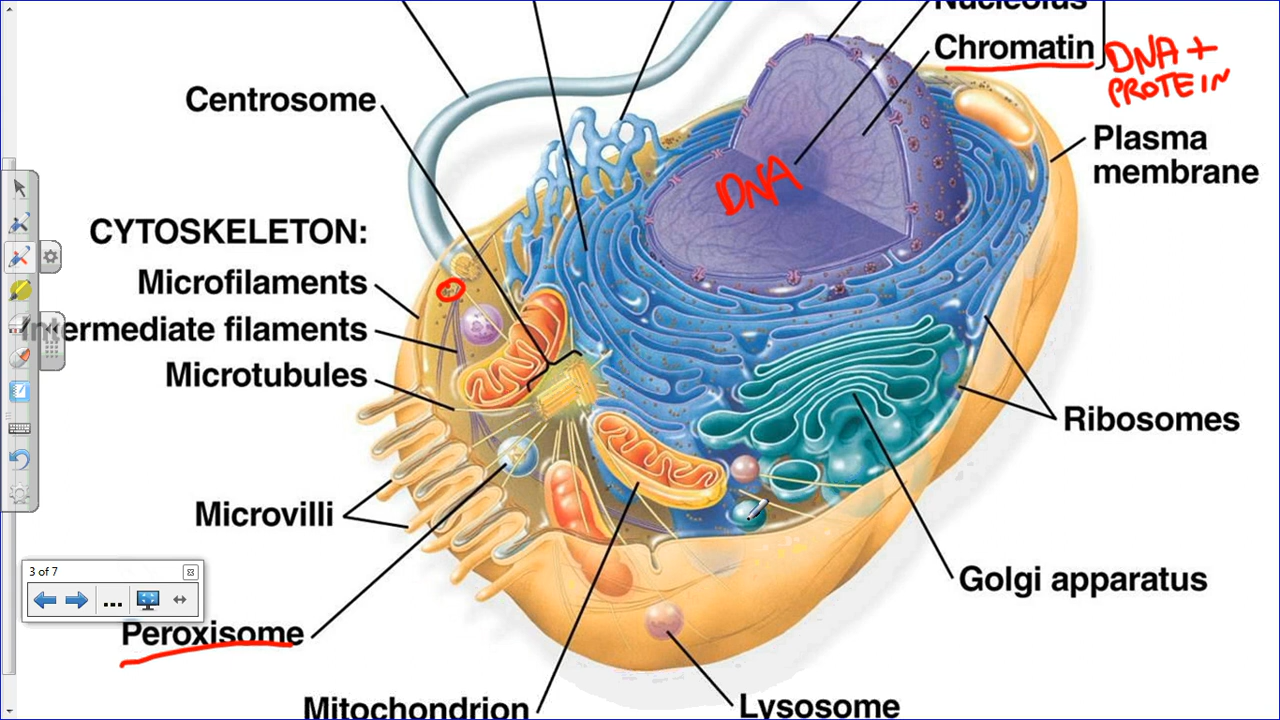 Nucleolus
Chromatin
DNA +
PROTEIN
Centrosome
Plasma
membrane
DNA
CYTOSKELETON:
Microfilaments
Intermediate filaments
Microtubules
Ribosomes
Microvilli
3 of 7
Golgi apparatus
...
Peroxisome
Mitochondrion
Lysosome